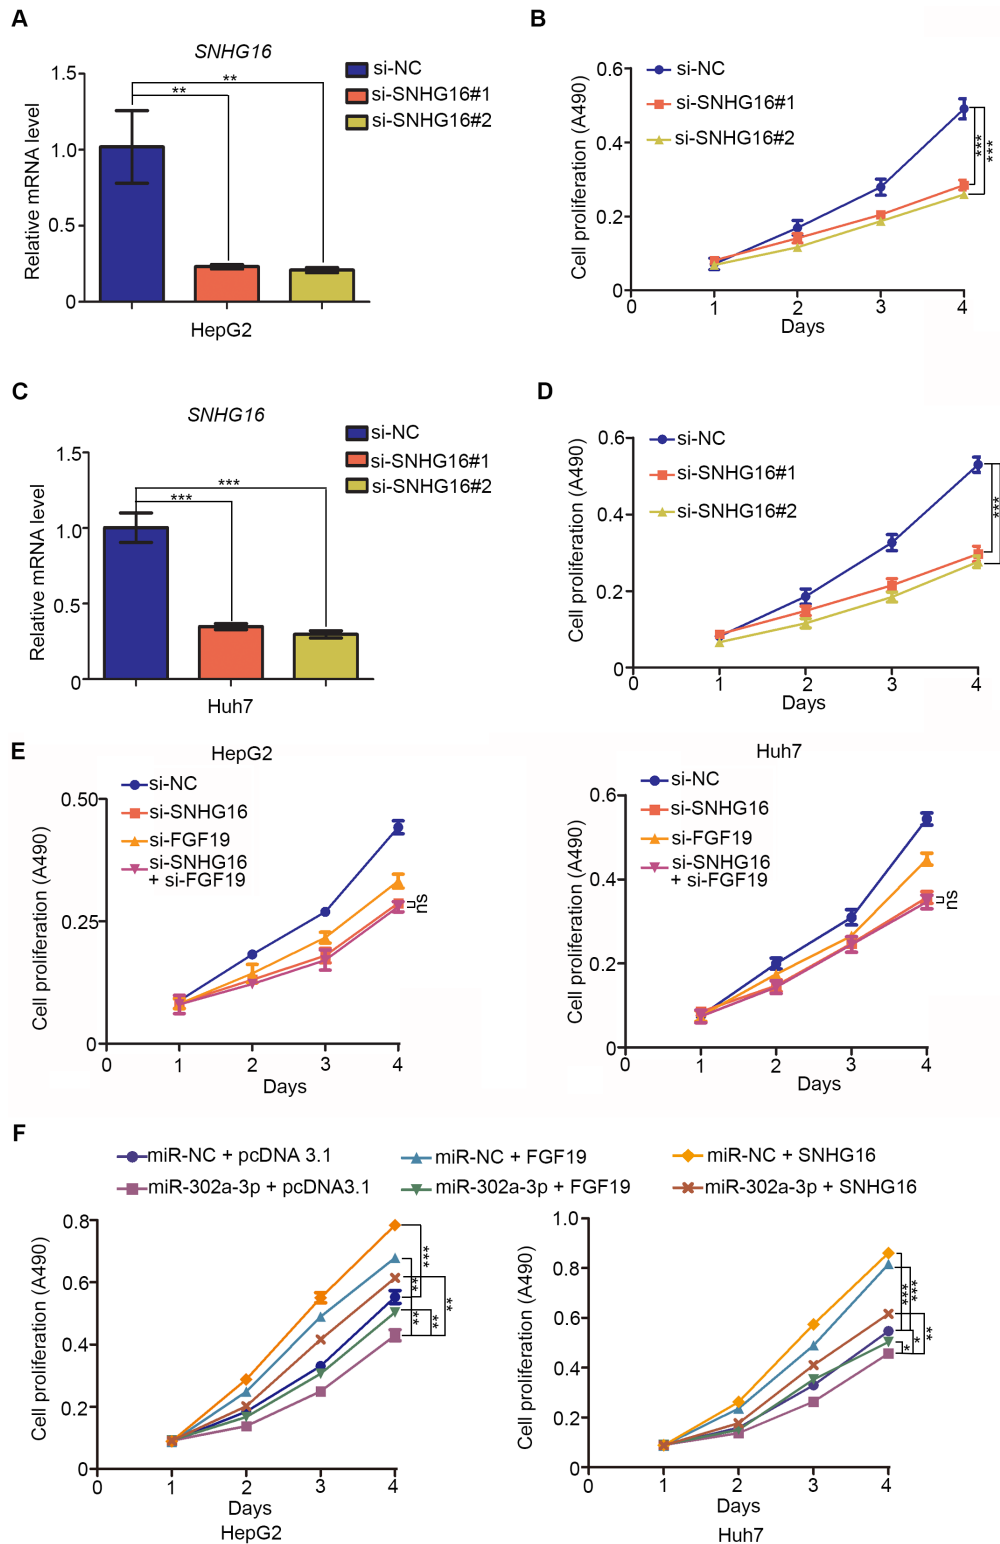 A
SNHG16
Relative mRNA level
1.5
1.0
0.5
0
**
**
si-NC
si-SNHG16#1
si-SNHG16#2
HepG2
B
Cell proliferation (A490)
0.6
0.4
0.2
0
si-NC
si-SNHG16#1
si-SNHG16#2
***
***
0 1 2 3 4
Days
C
SNHG16
Relative mRNA level
1.5
1.0
0.5
0
***
***
si-NC
si-SNHG16#1
si-SNHG16#2
Huh7
D
Cell proliferation (A490)
0.6
0.4
0.2
0
si-NC
si-SNHG16#1
si-SNHG16#2
***
0 1 2 3 4
Days
E
HepG2
Cell proliferation (A490)
0.50
0.25
0
si-NC
si-SNHG16
si-FGF19
si-SNHG16
+ si-FGF19
ns
0 1 2 3 4
Days
Huh7
Cell proliferation (A490)
0.6
0.4
0.2
0
si-NC
si-SNHG16
si-FGF19
si-SNHG16
+ si-FGF19
ns
0 1 2 3 4
Days
F
miR-NC + pcDNA 3.1
miR-NC + FGF19
miR-NC + SNHG16
miR-302a-3p + pcDNA3.1
miR-302a-3p + FGF19
miR-302a-3p + SNHG16
Cell proliferation (A490)
0.8
0.6
0.4
0.2
0
***
**
**
**
**
0 1 2 3 4
Days
HepG2
Cell proliferation (A490)
1.0
0.8
0.6
0.4
0.2
0
***
***
**
*
*
0 1 2 3 4
Days
Huh7